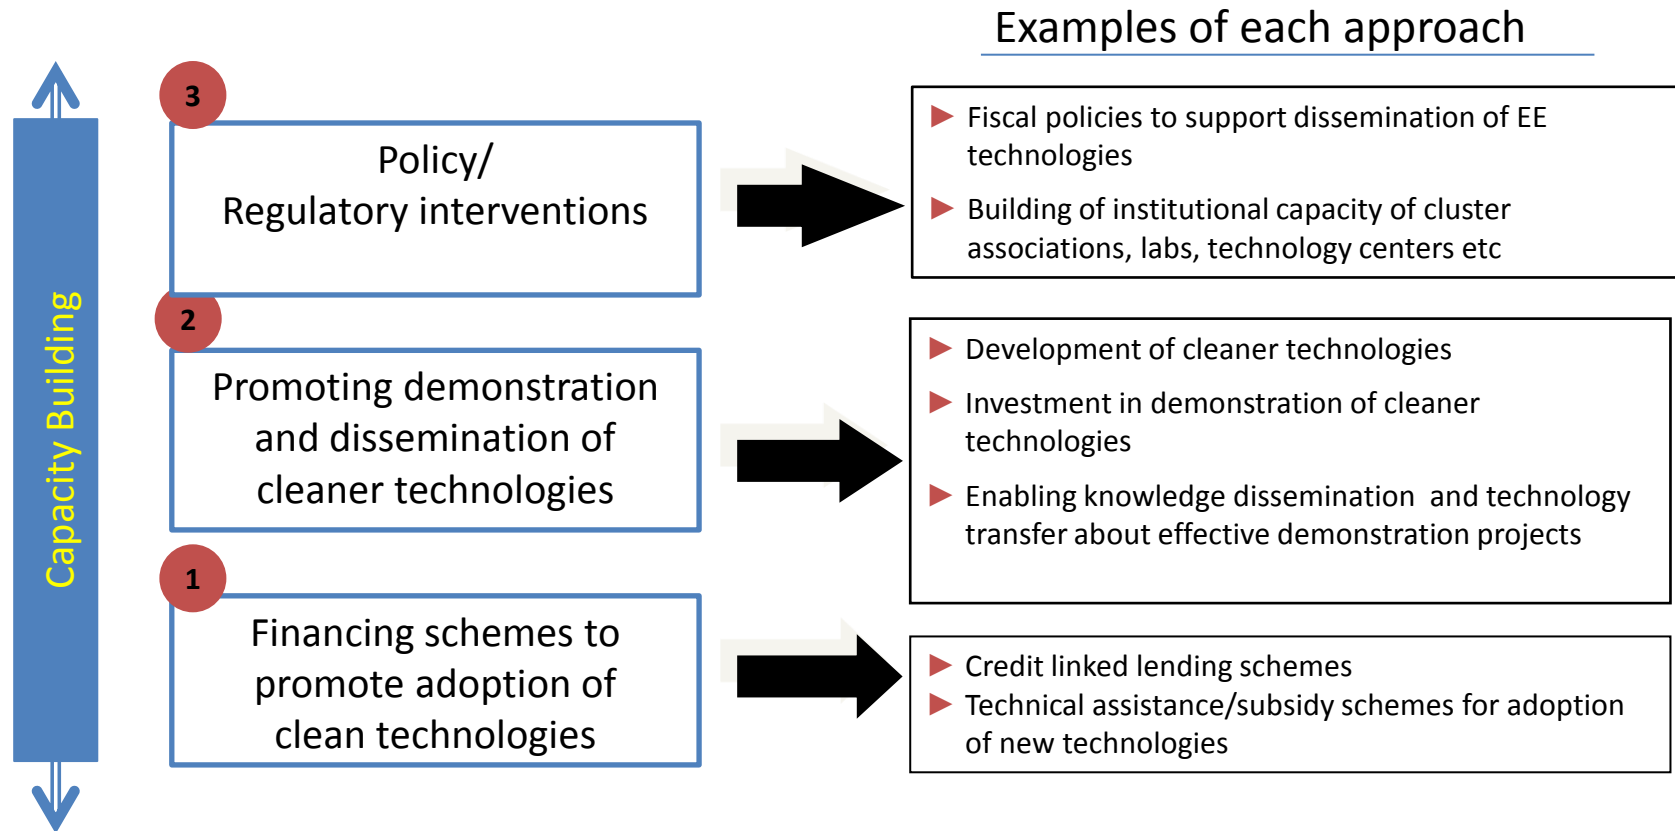 Examples of each approach
Capacity Building
3
Policy/
Regulatory interventions
Fiscal policies to support dissemination of EE
technologies
Building of institutional capacity of cluster
associations, labs, technology centers etc
2
Promoting demonstration
and dissemination of
cleaner technologies
Development of cleaner technologies
Investment in demonstration of cleaner
technologies
Enabling knowledge dissemination and technology
transfer about effective demonstration projects
1
Financing schemes to
promote adoption of
clean technologies
Credit linked lending schemes
Technical assistance/subsidy schemes for adoption
of new technologies